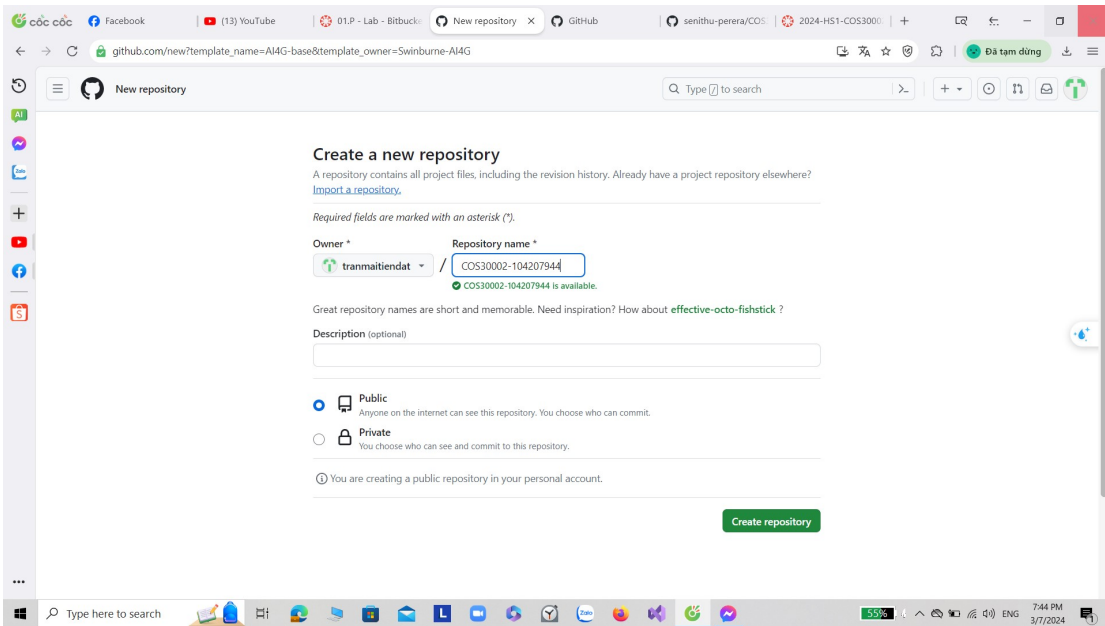 cốc cốc
Facebook
(13) YouTube
01.P - Lab - Bitbucke
New repository
GitHub
senithu-perera/COS
2024-HS1-COS3000
github.com/new?template_name=AI4G-base&template_owner=Swinburne-AI4G
Đã tạm dừng
New repository
Type / to search
AI
Zalo
Create a new repository
A repository contains all project files, including the revision history. Already have a project repository elsewhere?
Import a repository.
Required fields are marked with an asterisk (*).
Owner *
Repository name *
tranmaitiendat
/
COS30002-104207944
COS30002-104207944 is available.
Great repository names are short and memorable. Need inspiration? How about effective-octo-fishstick ?
Description (optional)
Public
Anyone on the internet can see this repository. You choose who can commit.
Private
You choose who can see and commit to this repository.
You are creating a public repository in your personal account.
Create repository
Type here to search
L
Zalo
55%
ENG
7:44 PM
3/7/2024
1